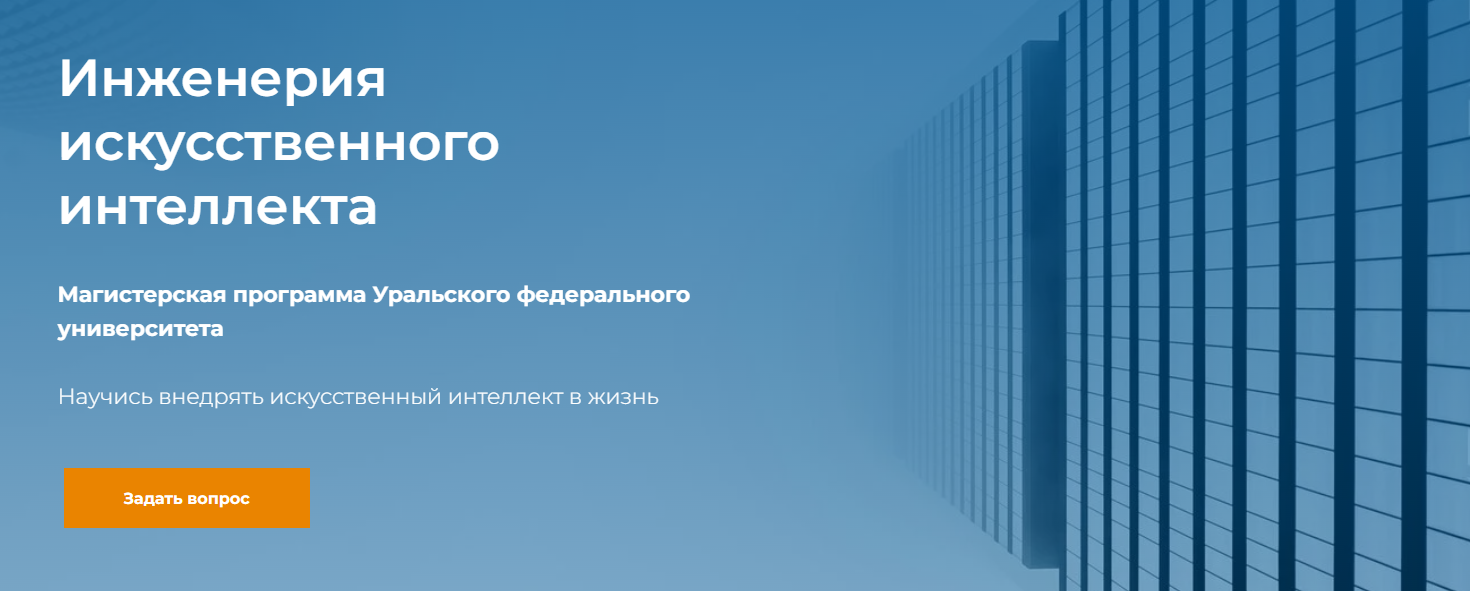 Инженерия
искусственного
интеллекта
Магистерская программа Уральского федерального
университета
Научись внедрять искусственный интеллект в жизнь
Задать вопрос